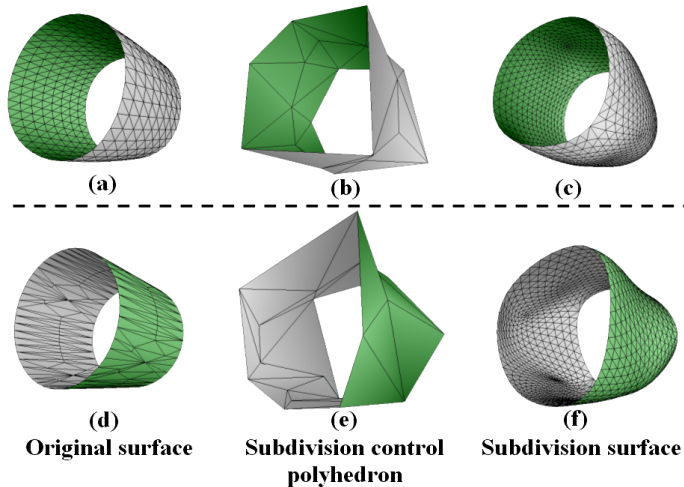 (a) (b) (c)
(d) (e) (f)
Original surface Subdivision control Subdivision surface
polyhedron